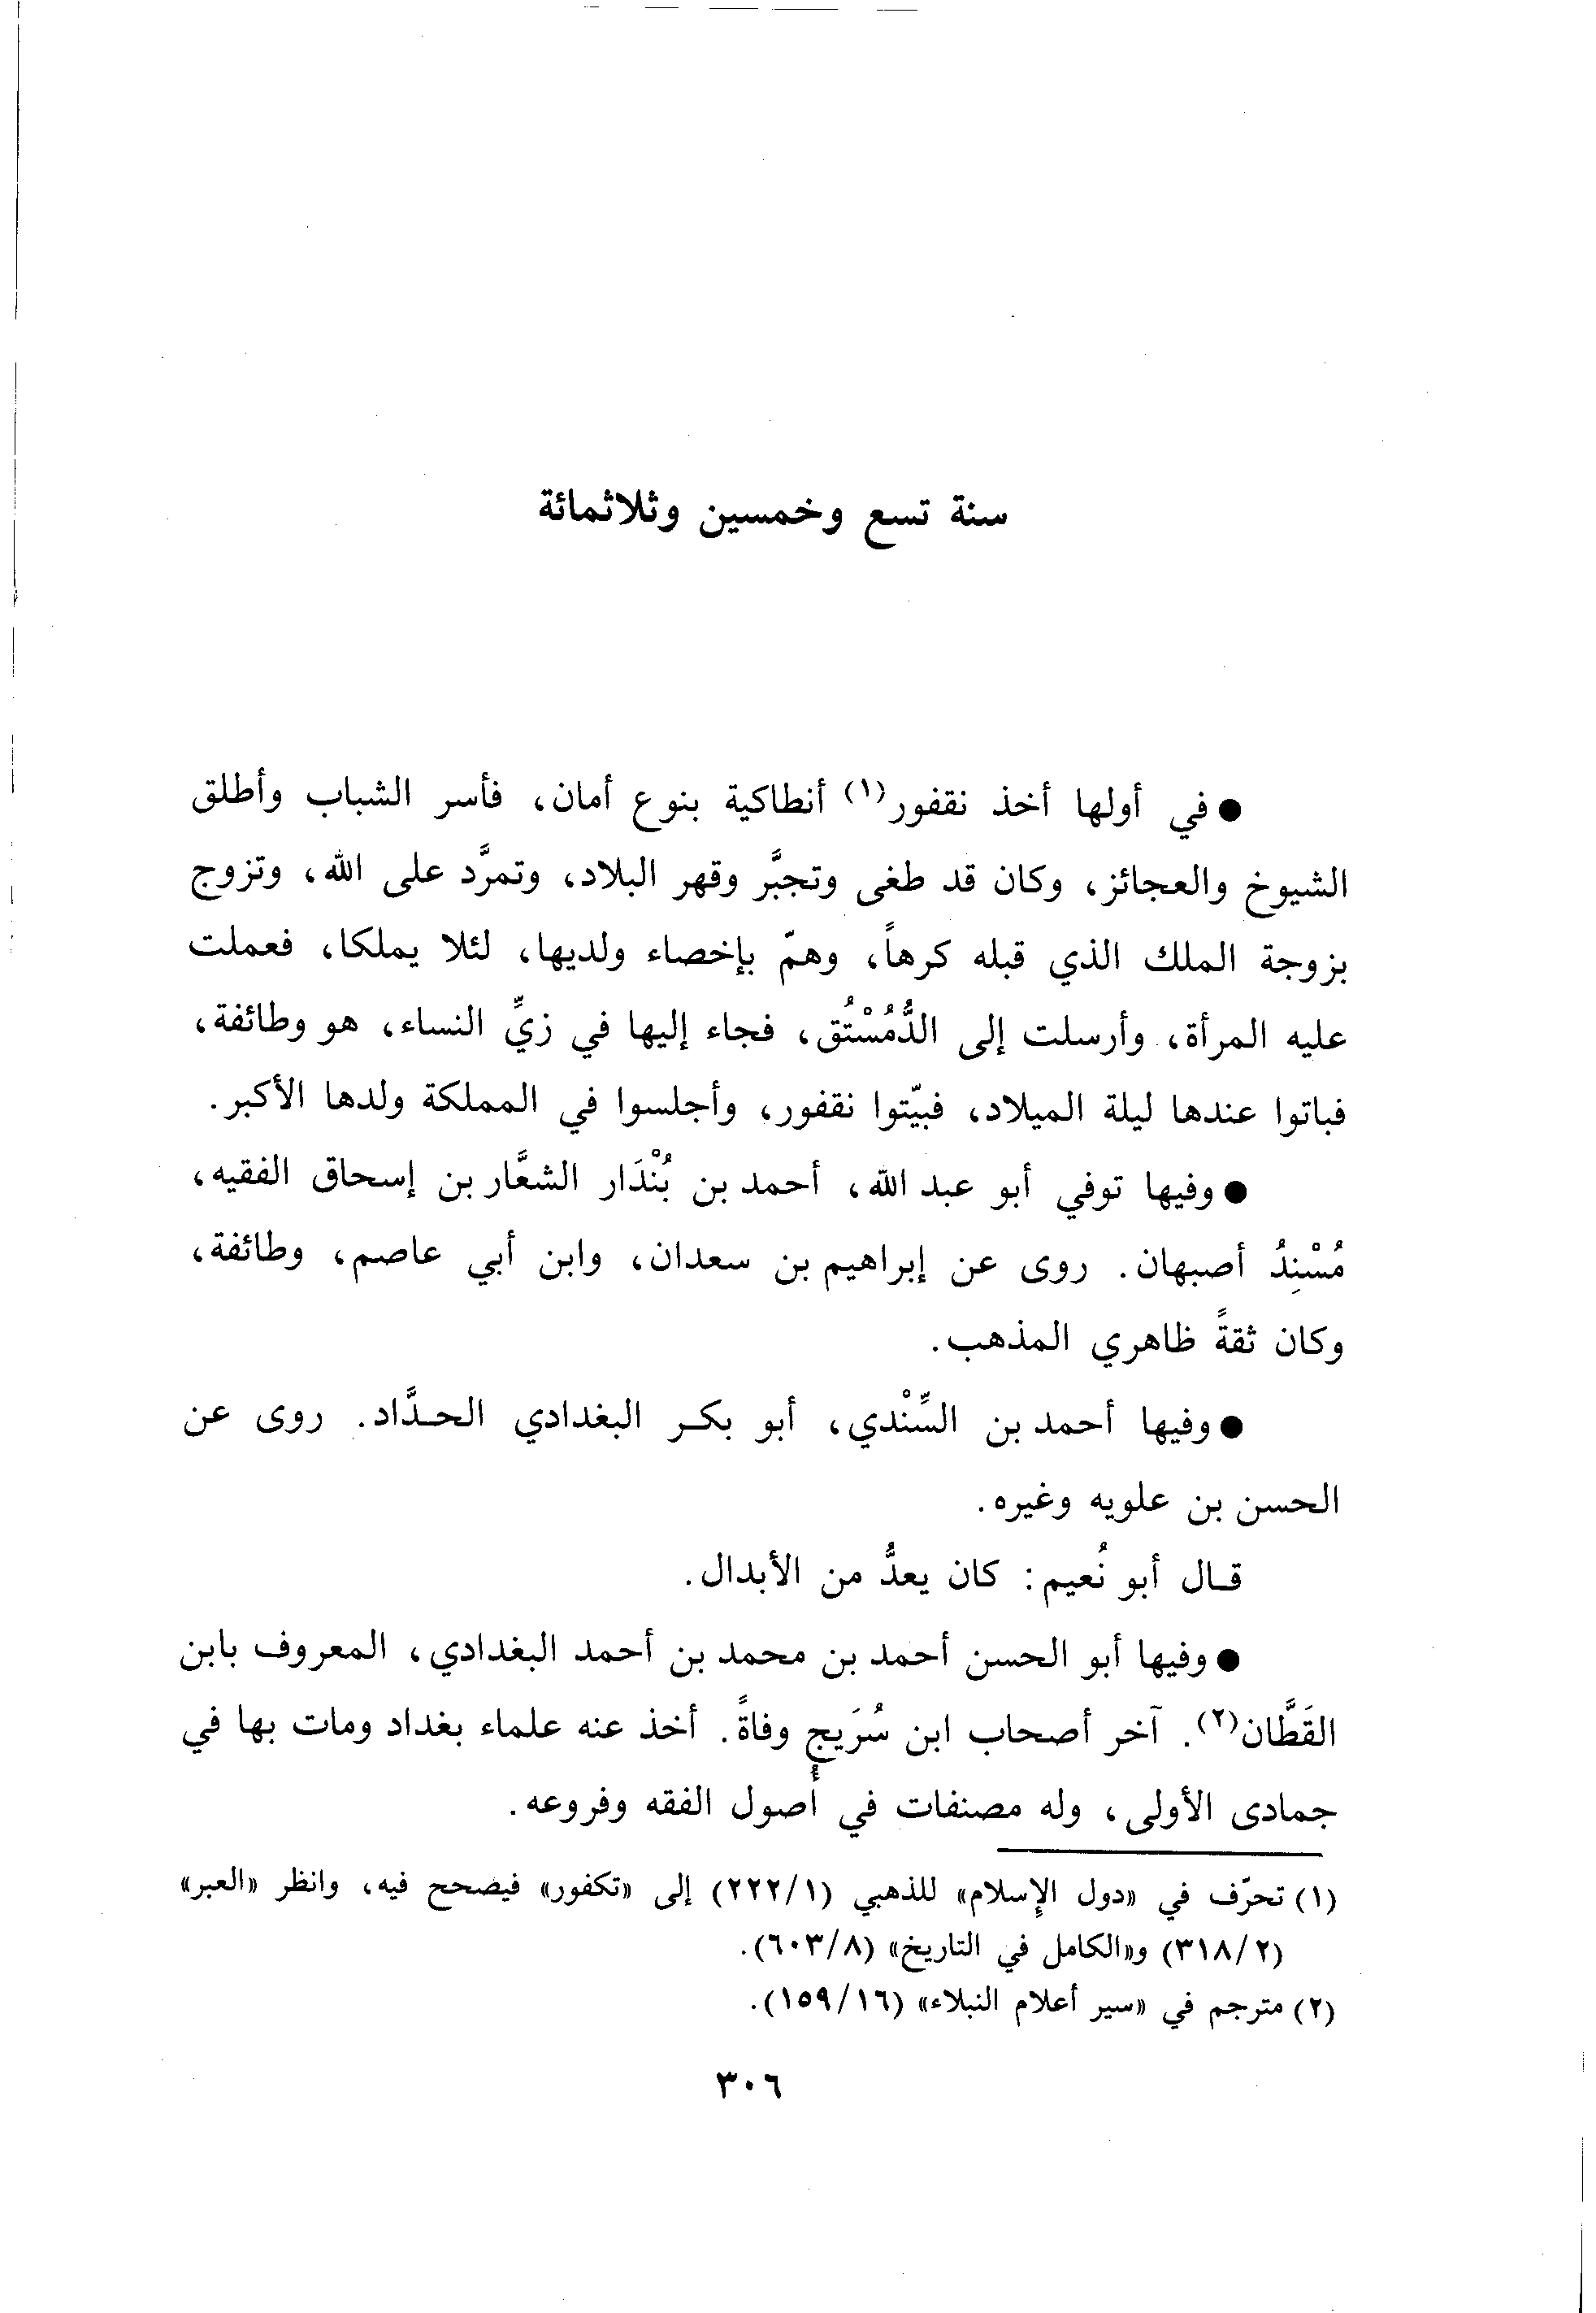 سنة تسع وخمسين وثلاثمائة
● في أولها أخذ نقفور(١) أنطاكية بنوع أمان، فأسر الشباب وأطلق
الشيوخ والعجائز، وكان قد طغى وتجبَّر وقهر البلاد، وتمرَّد على الله، وتزوج
بزوجة الملك الذي قبله كرهاً، وهمّ بإخصاء ولديها، لئلا يملكا، فعملت
عليه المرأة، وأرسلت إلى الدُّمُسْتُق، فجاء إليها في زيِّ النساء، هو وطائفة،
فباتوا عندها ليلة الميلاد، فبيّتوا نقفور، وأجلسوا في المملكة ولدها الأكبر.
● وفيها توفي أبو عبد الله، أحمد بن بُنْدَار الشعَّار بن إسحاق الفقيه،
مُسْنِدُ أصبهان. روى عن إبراهيم بن سعدان، وابن أبي عاصم، وطائفة،
وكان ثقةً ظاهري المذهب.
● وفيها أحمد بن السِّنْدي، أبو بكـر البغدادي الحـدَّاد. روى عن
الحسن بن علويه وغيره.
قـال أبو نُعيم: كان يعدُّ من الأبدال.
● وفيها أبو الحسن أحمد بن محمد بن أحمد البغدادي، المعروف بابن
القَطَّان(٢). آخر أصحاب ابن سُرَيج وفاةً. أخذ عنه علماء بغداد ومات بها في
جمادى الأولى، وله مصنفات في أُصول الفقه وفروعه.
(١) تحرّف في «دول الإسلام» للذهبي (٢٢٢/١) إلى «تكفور» فيصحح فيه، وانظر «العبر»
(٣١٨/٢) و«الكامل في التاريخ» (٦٠٣/٨).
(٢) مترجم في «سير أعلام النبلاء» (١٥٩/١٦).
٣٠٦